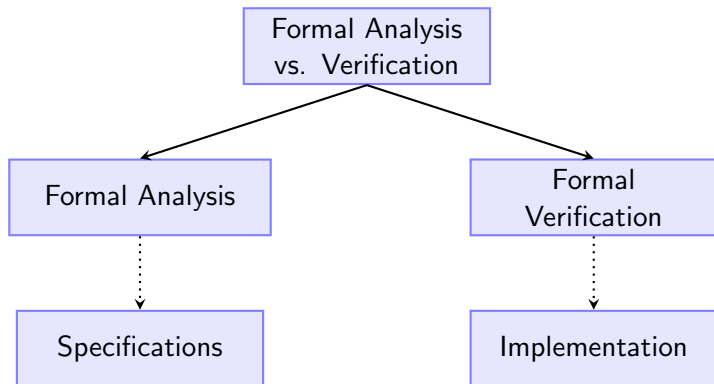 Formal Analysis
vs. Verification
Formal Analysis
Formal
Verification
Specifications
Implementation